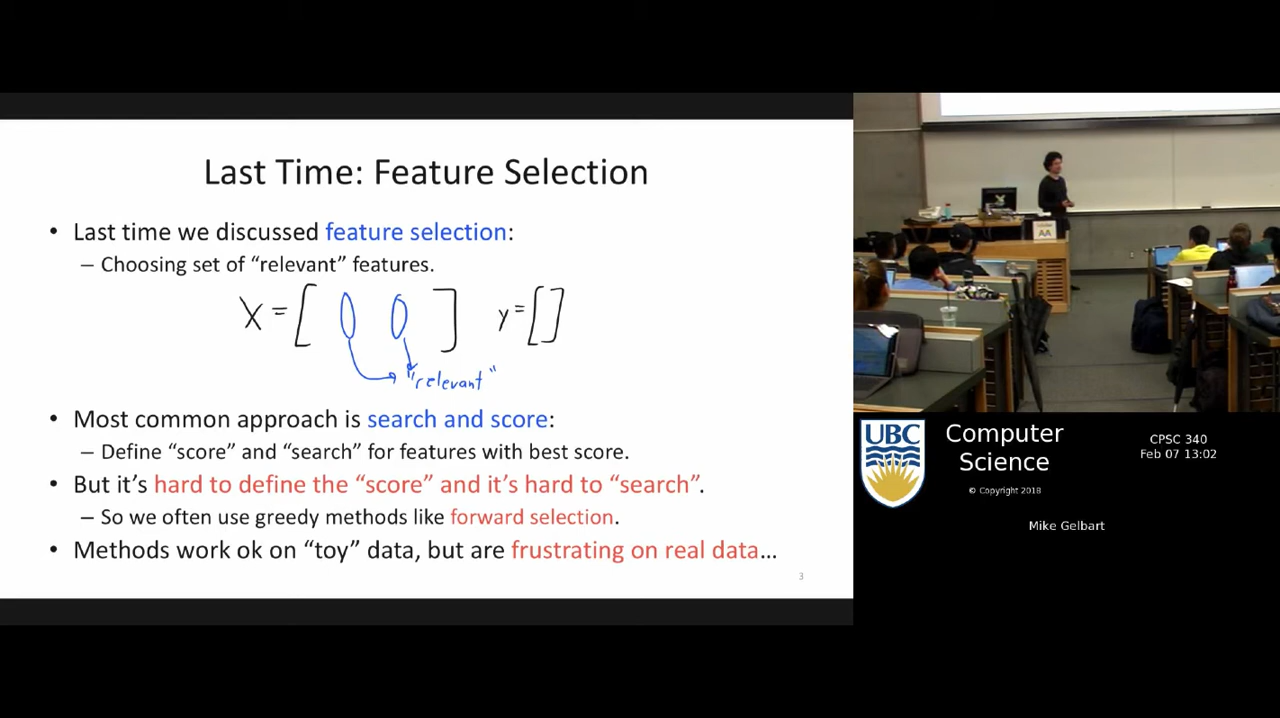 Last Time: Feature Selection
• Last time we discussed feature selection:
– Choosing set of “relevant” features.
X = [ ] y = [ ]
"relevant"
• Most common approach is search and score:
– Define “score” and “search” for features with best score.
• But it’s hard to define the “score” and it’s hard to “search”.
– So we often use greedy methods like forward selection.
• Methods work ok on “toy” data, but are frustrating on real data…
3
AA
UBC
Computer
Science
© Copyright 2018
CPSC 340
Feb 07 13:02
Mike Gelbart